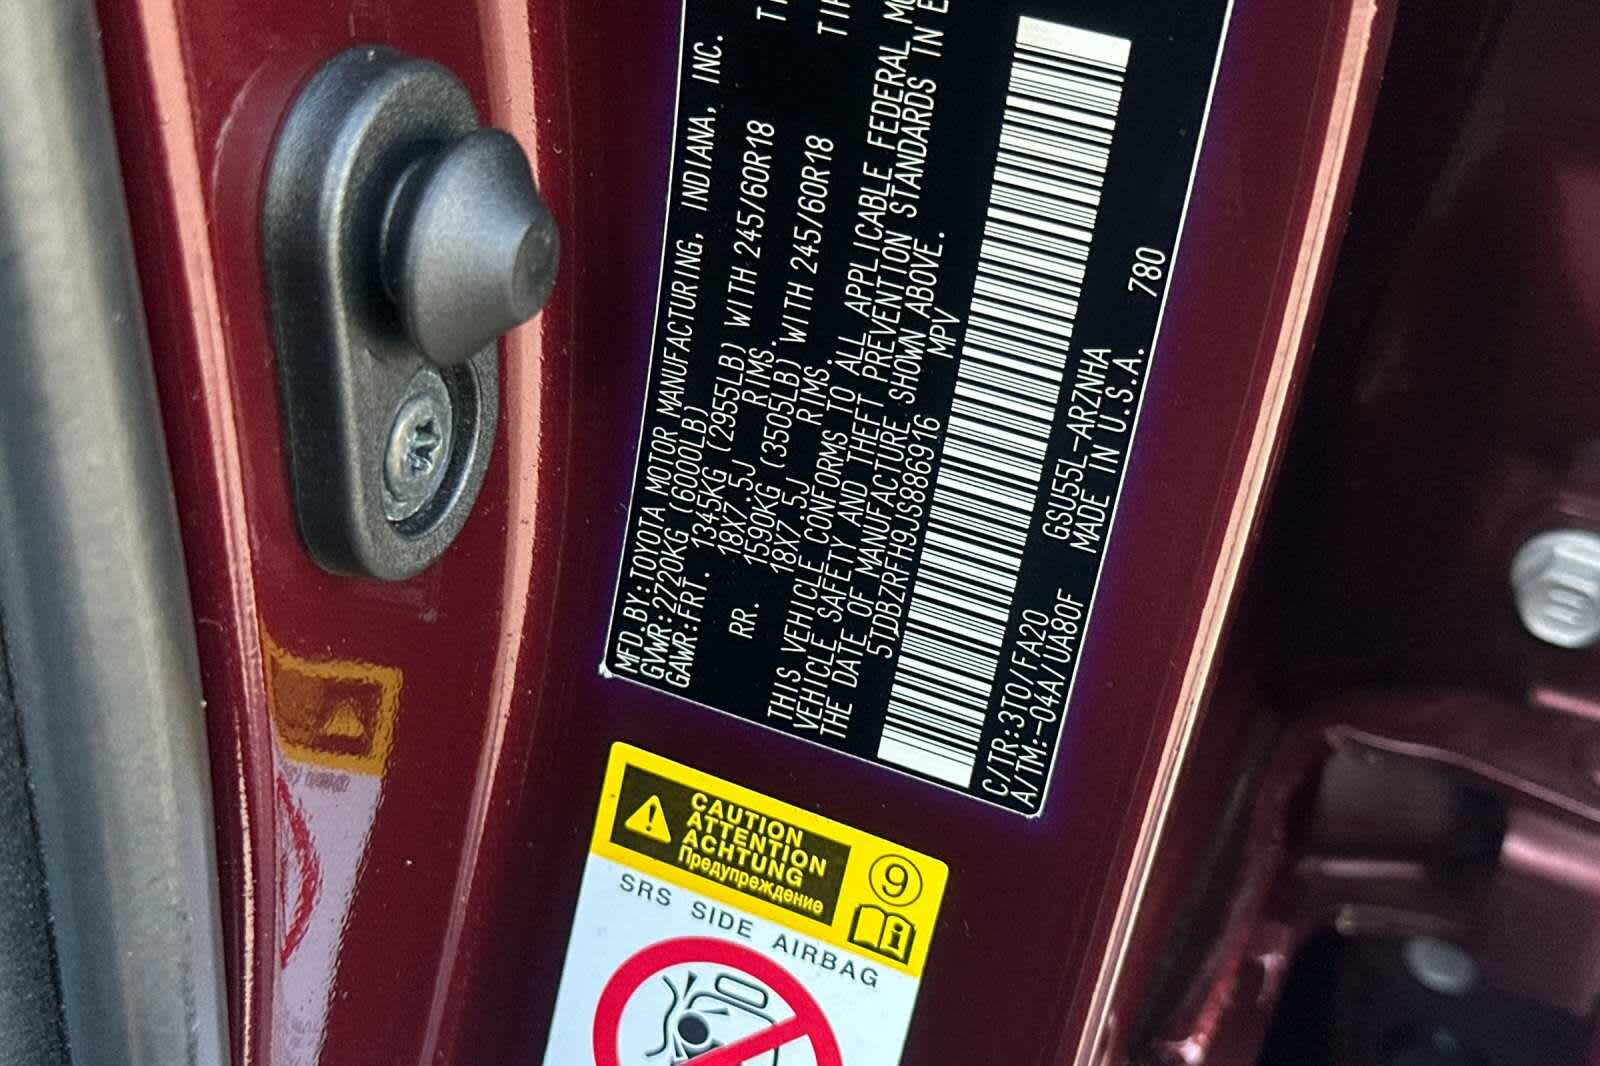 MFD.BY:TOYOTA MOTOR MANUFACTURING, INDIANA, INC.
GVWR:2720KG (6000LB)
GAWR:FRT. 1345KG (2955LB) WITH 245/60R18
18X7.5J RIMS.
RR. 1590KG (3505LB) WITH 245/60R18
18X7.5J RIMS.
THIS VEHICLE CONFORMS TO ALL APPLICABLE FEDERAL
VEHICLE SAFETY AND THEFT PREVENTION STANDARDS IN
THE DATE OF MANUFACTURE SHOWN ABOVE.
5TDBZRFH9JS886916 MPV
C/TR:3T0/FA20 GSU55L-ARZNHA 780
A/TM:-04A/UA80F MADE IN U.S.A.
CAUTION
ATTENTION
ACHTUNG
Предупреждение
9
i
SRS SIDE AIRBAG